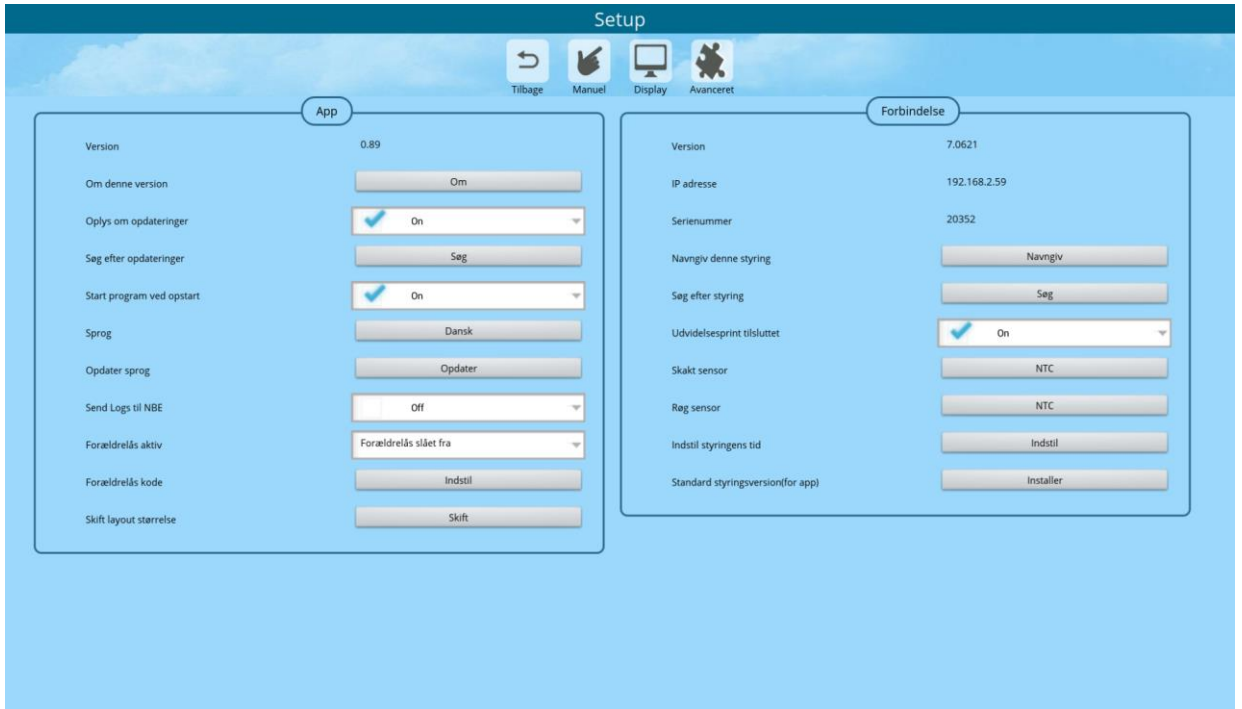 Setup
Tilbage Manuel Display Avanceret
App
Version 0.89
Om denne version Om
Oplys om opdateringer On
Søg efter opdateringer Søg
Start program ved opstart On
Sprog Dansk
Opdater sprog Opdater
Send Logs til NBE Off
Forældrelås aktiv Forældrelås slået fra
Forældrelås kode Indstil
Skift layout størrelse Skift
Forbindelse
Version 7.0621
IP adresse 192.168.2.59
Serienummer 20352
Navngiv denne styring Navngiv
Søg efter styring Søg
Udvidelsesprint tilsluttet On
Skakt sensor NTC
Røg sensor NTC
Indstil styringens tid Indstil
Standard styringsversion(for app) Installer